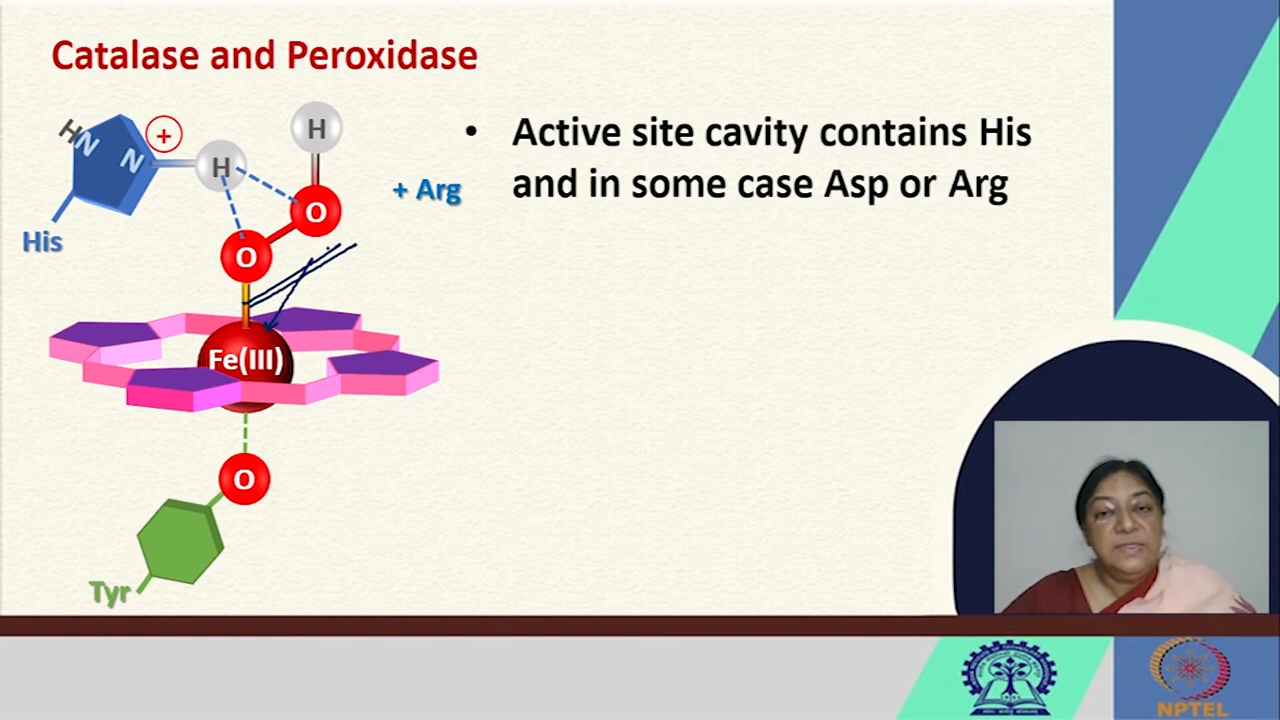 Catalase and Peroxidase
HN
N
+
H
H
+ Arg
• Active site cavity contains His
and in some case Asp or Arg
O
His
O
Fe(III)
O
Tyr
NPTEL